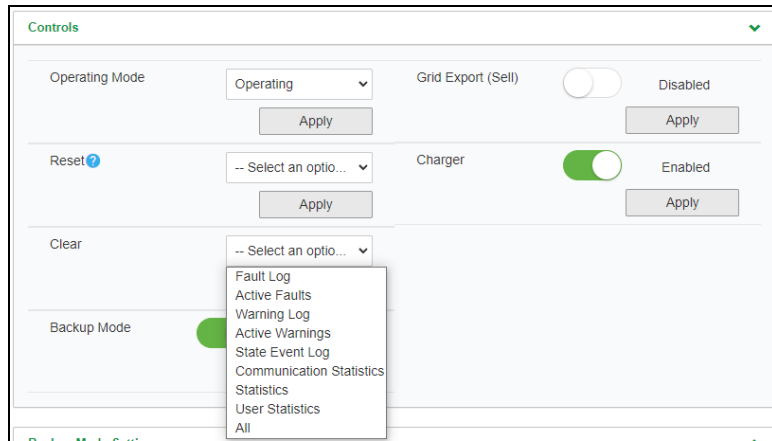 Controls
Operating Mode
Operating
Grid Export (Sell)
Disabled
Apply
Apply
Reset?
-- Select an optio...
Charger
Enabled
Apply
Apply
Clear
-- Select an optio...
Fault Log
Active Faults
Warning Log
Backup Mode
Active Warnings
State Event Log
Communication Statistics
Statistics
User Statistics
All